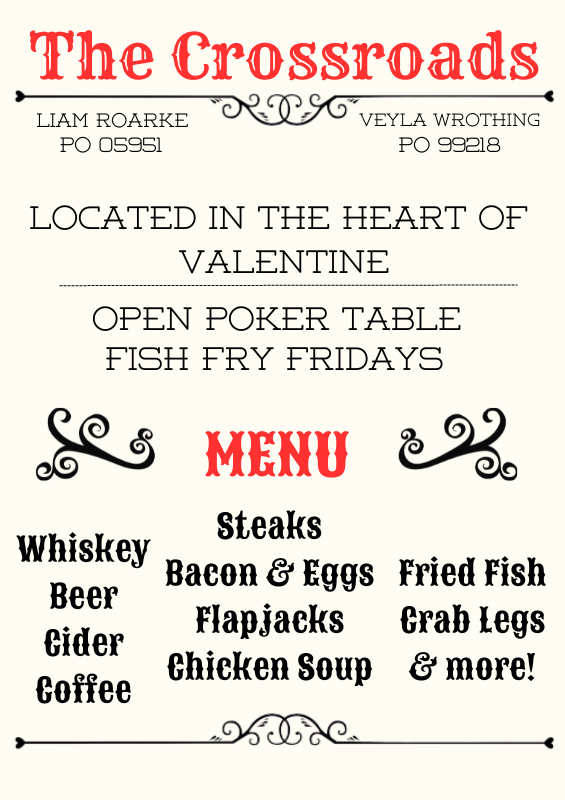 The Crossroads
LIAM ROARKE
PO 05951
VEYLA WROTHING
PO 99218
LOCATED IN THE HEART OF
VALENTINE
OPEN POKER TABLE
FISH FRY FRIDAYS
MENU
Whiskey
Beer
Cider
Coffee
Steaks
Bacon & Eggs
Flapjacks
Chicken Soup
Fried Fish
Crab Legs
& more!